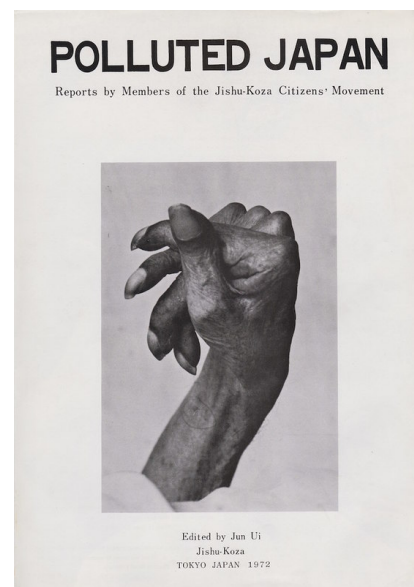 POLLUTED JAPAN
Reports by Members of the Jishu-Koza Citizens' Movement
Edited by Jun Ui
Jishu-Koza
TOKYO JAPAN 1972